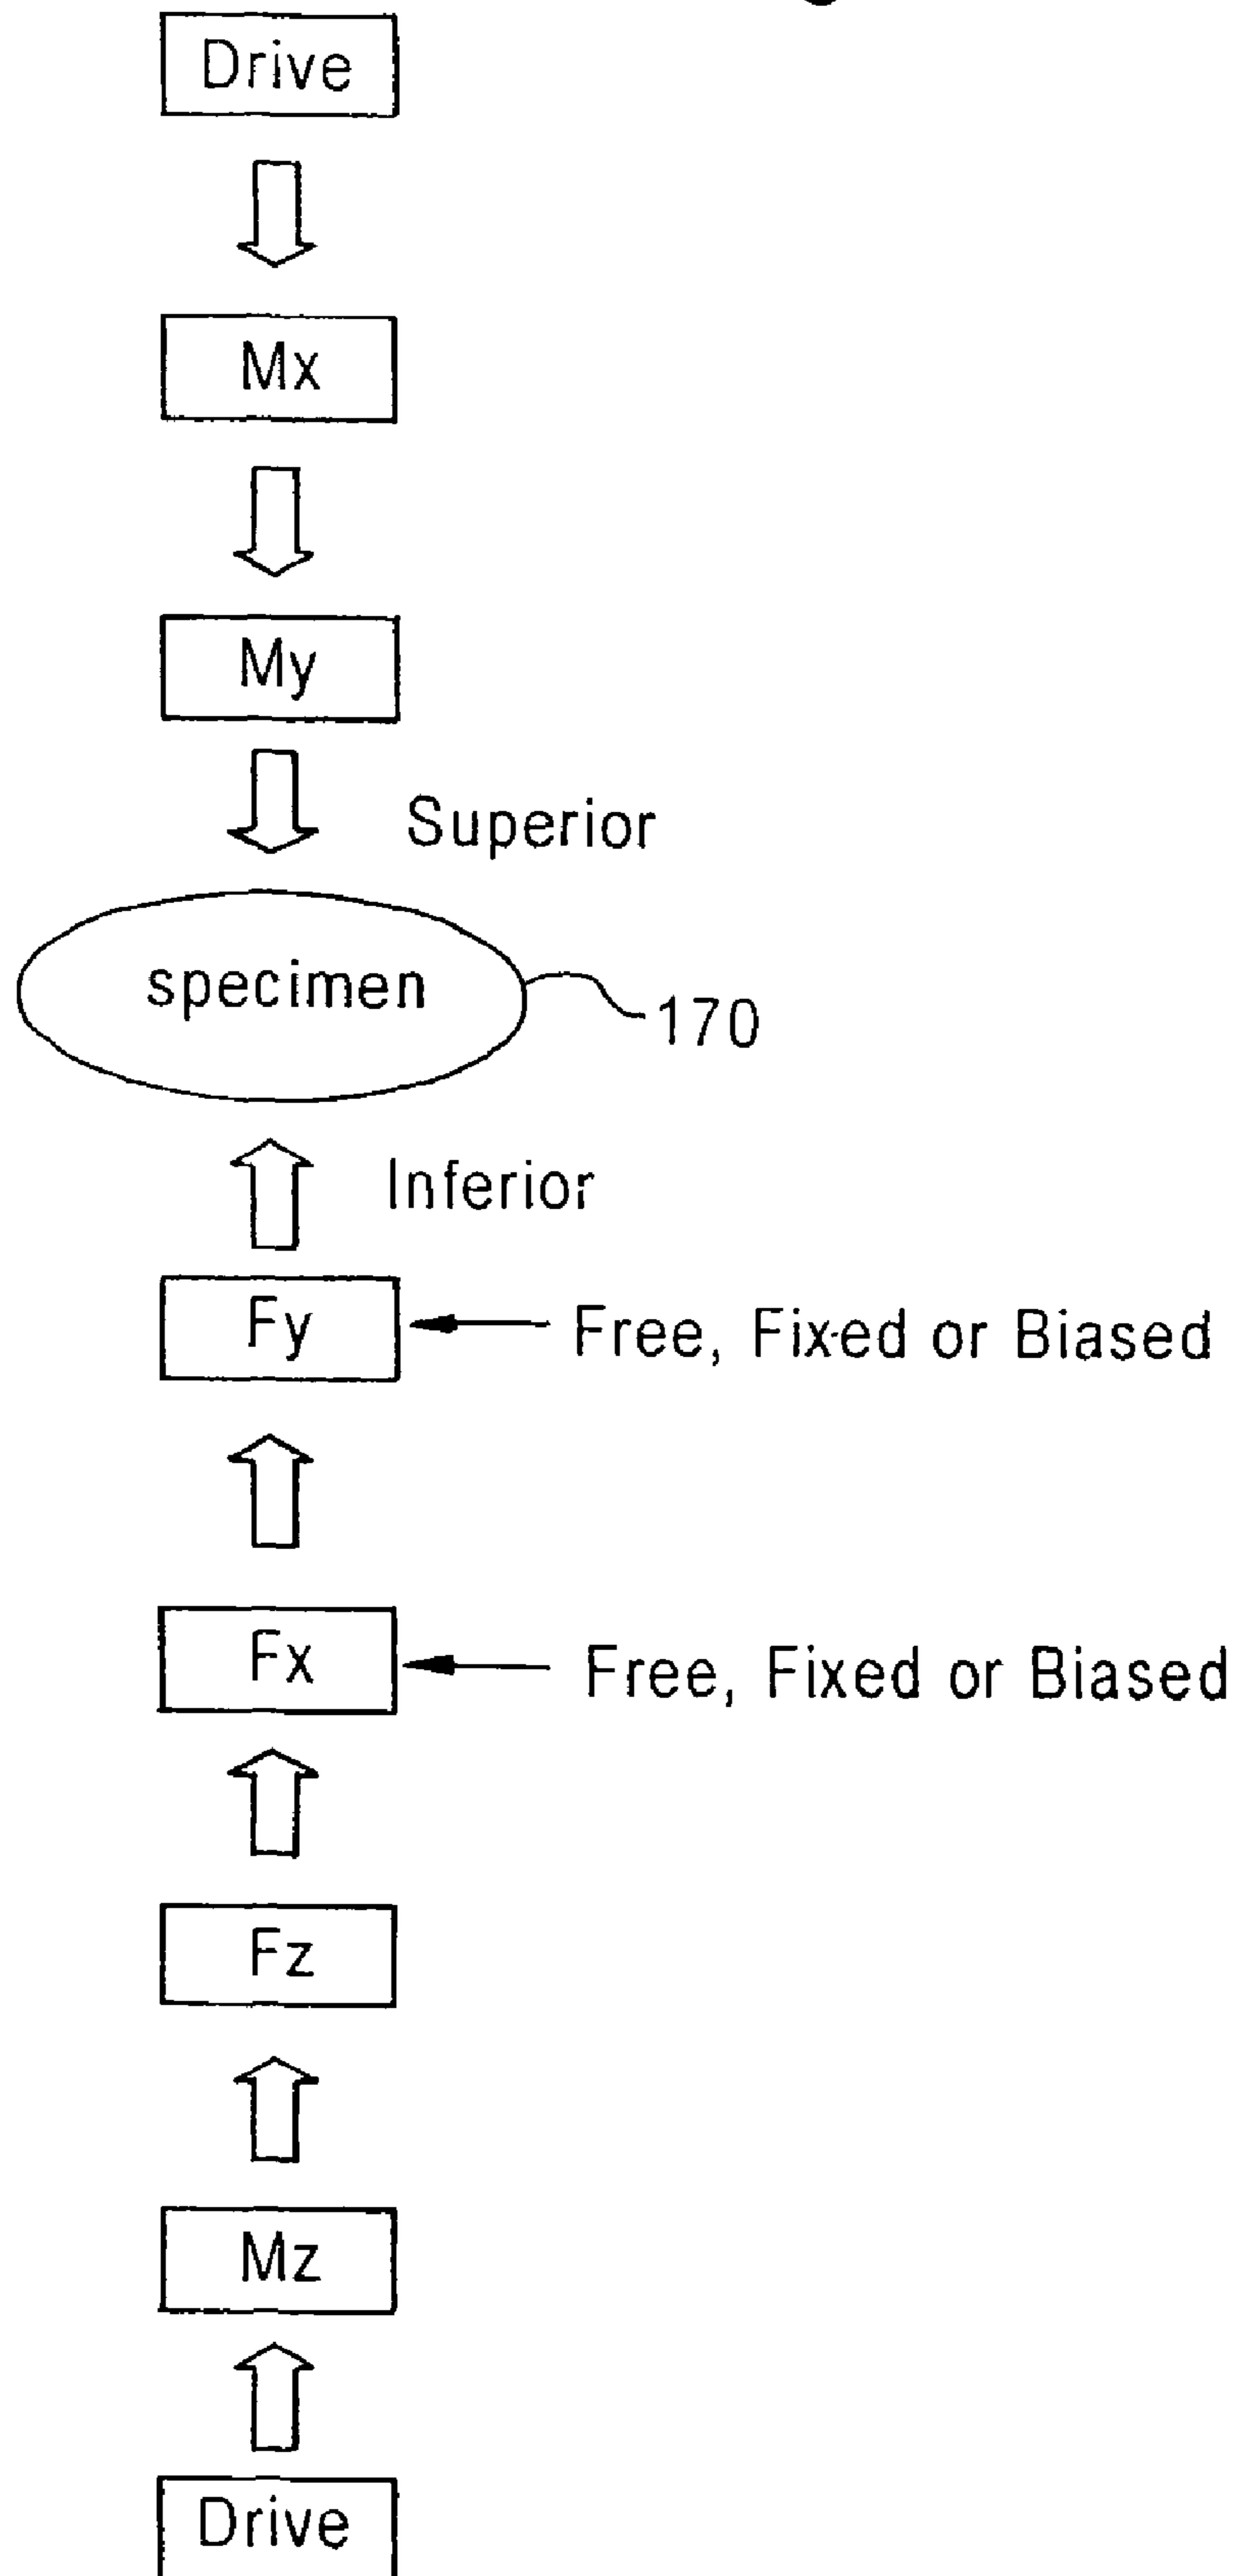 Drive
Mx
My
Superior
specimen
170
Inferior
Fy
Free, Fixed or Biased
Fx
Free, Fixed or Biased
Fz
Mz
Drive